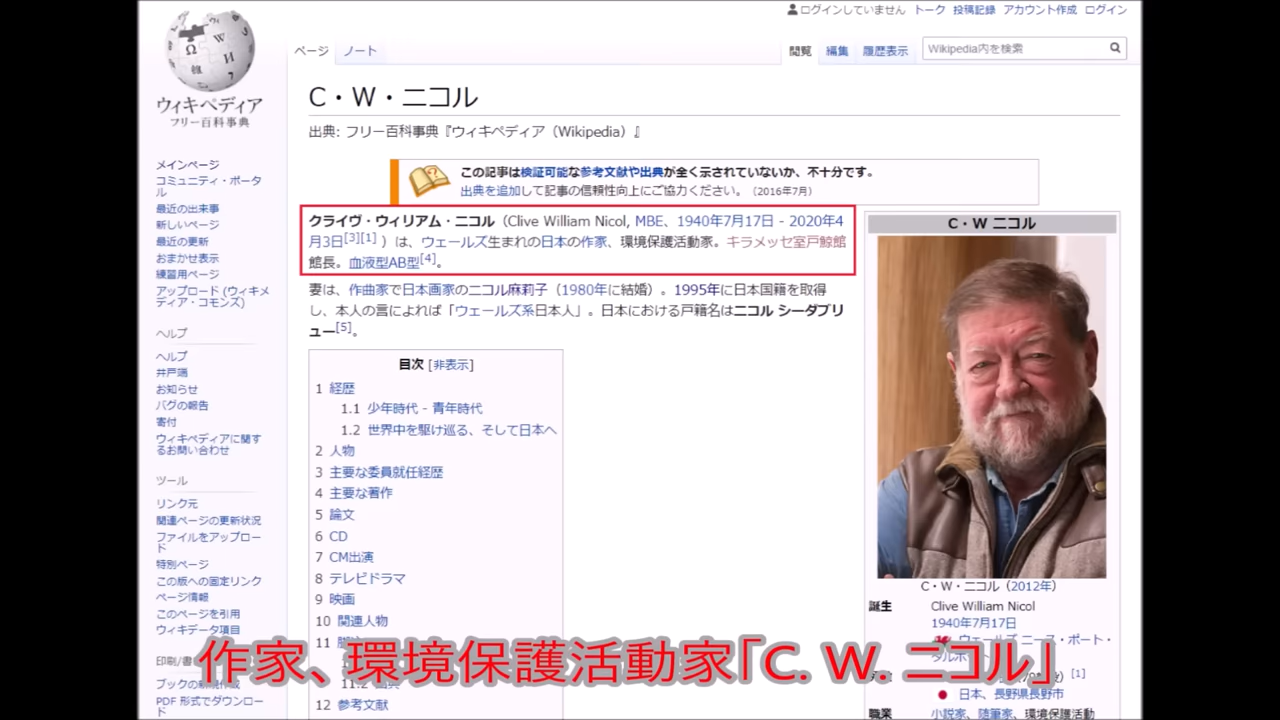 ログインしていません トーク 投稿記録 アカウント作成 ログイン
ページ ノート 閲覧 編集 履歴表示 Wikipedia内を検索
ウィキペディア
フリー百科事典
メインページ
コミュニティ・ポータ
ル
最近の出来事
新しいページ
最近の更新
おまかせ表示
練習用ページ
アップロード (ウィキメ
ディア・コモンズ)
ヘルプ
ヘルプ
井戸端
お知らせ
バグの報告
寄付
ウィキペディアに関す
るお問い合わせ
ツール
リンク元
関連ページの更新状況
ファイルをアップロー
ド
特別ページ
この版への固定リンク
ページ情報
このページを引用
ウィキデータ項目
印刷/書
ブックの新規作成
PDF 形式でダウンロー
ド
C・W・ニコル
出典: フリー百科事典『ウィキペディア（Wikipedia）』
この記事は検証可能な参考文献や出典が全く示されていないか、不十分です。
出典を追加して記事の信頼性向上にご協力ください。（2016年7月）
クライヴ・ウィリアム・ニコル（Clive William Nicol, MBE、1940年7月17日 - 2020年4
月3日[3][1] ）は、ウェールズ生まれの日本の作家、環境保護活動家。キラメッセ室戸鯨館
館長。血液型AB型[4]。
妻は、作曲家で日本画家のニコル麻莉子（1980年に結婚）。1995年に日本国籍を取得
し、本人の言によれば「ウェールズ系日本人」。日本における戸籍名はニコル シーダブリ
ュー[5]。
目次 [非表示]
1 経歴
1.1 少年時代 - 青年時代
1.2 世界中を駆け巡る、そして日本へ
2 人物
3 主要な委員就任経歴
4 主要な著作
5 論文
6 CD
7 CM出演
8 テレビドラマ
9 映画
10 関連人物
11
11.2
12 参考文献
C・W ニコル
C・W・ニコル（2012年）
誕生 Clive William Nicol
1940年7月17日
ウェールズ ニース・ポート・
タルボ
[1]
日本、長野県長野市
職業 小説家、随筆家、環境保護活動
作家、環境保護活動家「C. W. ニコル」